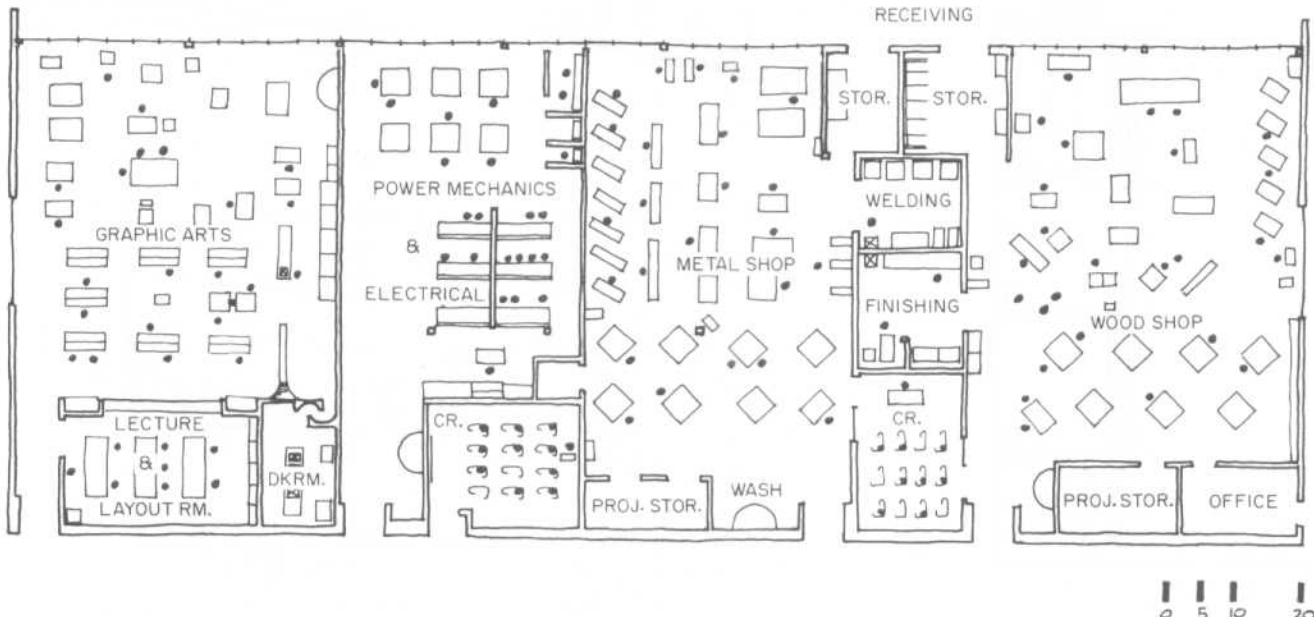 RECEIVING
STOR.
STOR.
POWER MECHANICS
&
ELECTRICAL
WELDING
GRAPHIC ARTS
METAL SHOP
FINISHING
WOOD SHOP
LECTURE
&
LAYOUT RM.
DKRM.
CR.
CR.
PROJ. STOR.
WASH
PROJ. STOR.
OFFICE
0 5 10 20